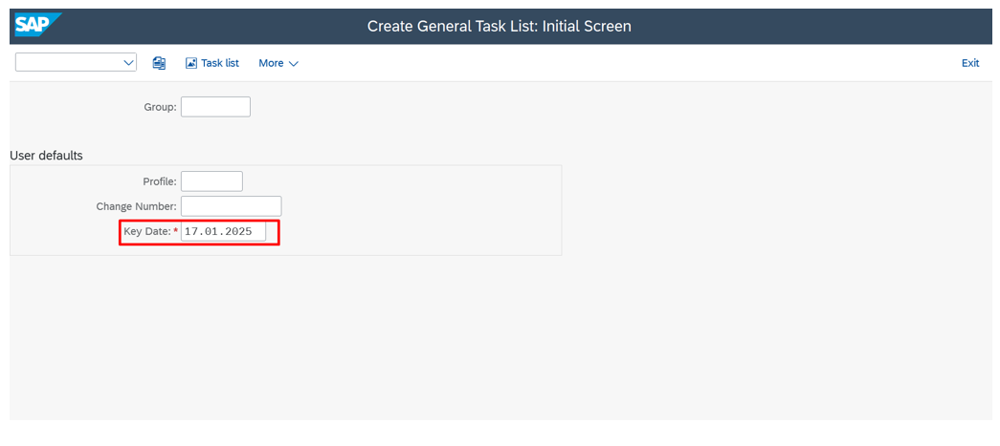 SAP
Create General Task List: Initial Screen
Task list More Exit
Group:
User defaults
Profile:
Change Number:
Key Date: * 17.01.2025